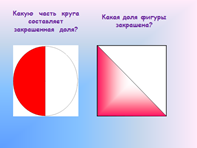 Какую часть круга
составляет
закрашенная доля?
Какая доля фигуры
закрашена?